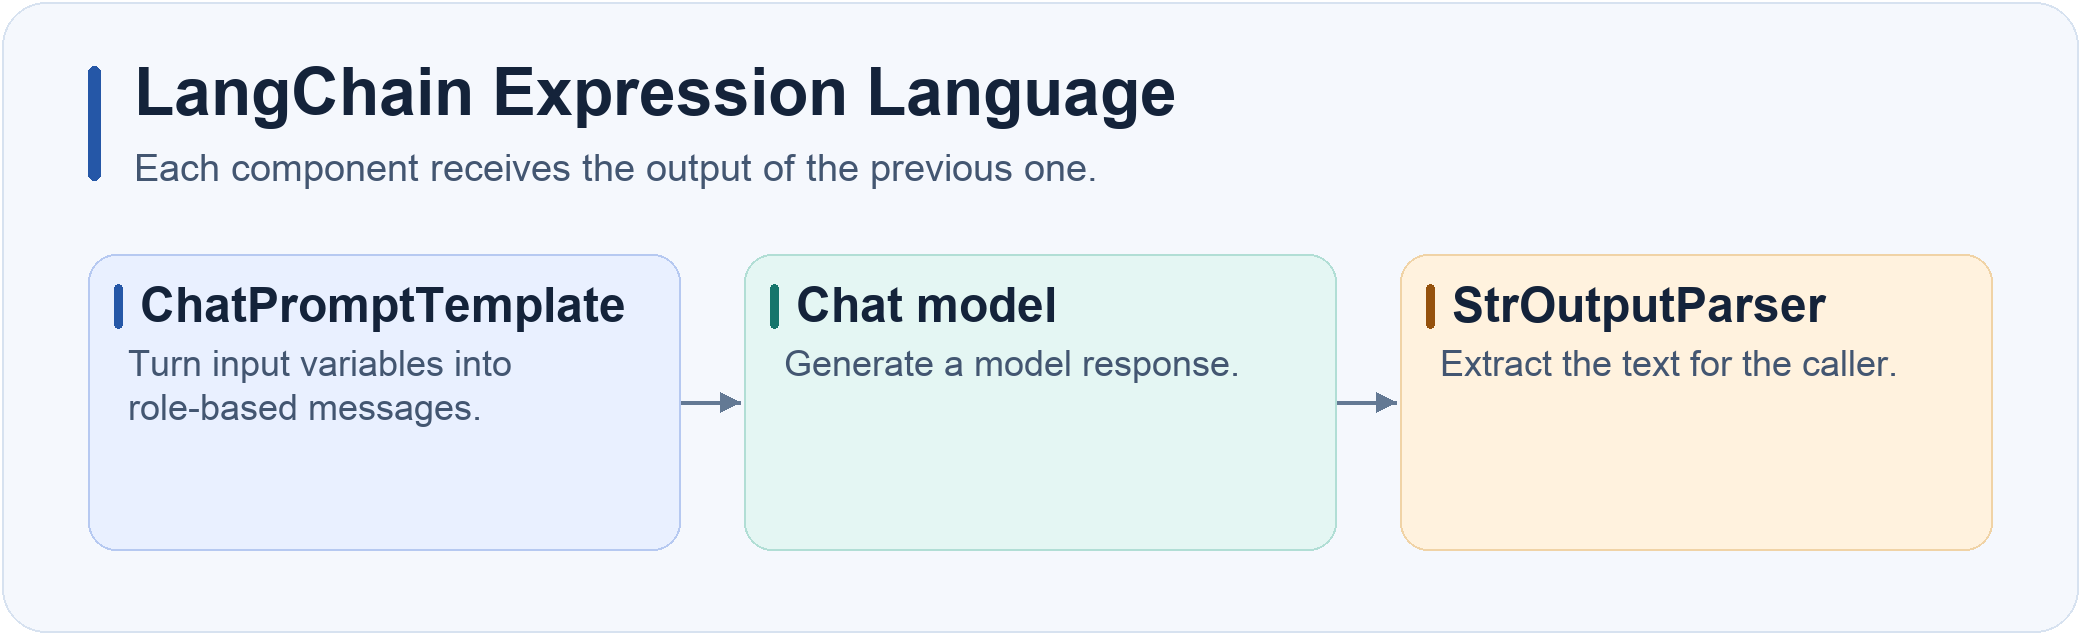 LangChain Expression Language
Each component receives the output of the previous one.
ChatPromptTemplate
Turn input variables into
role-based messages.
Chat model
Generate a model response.
StrOutputParser
Extract the text for the caller.